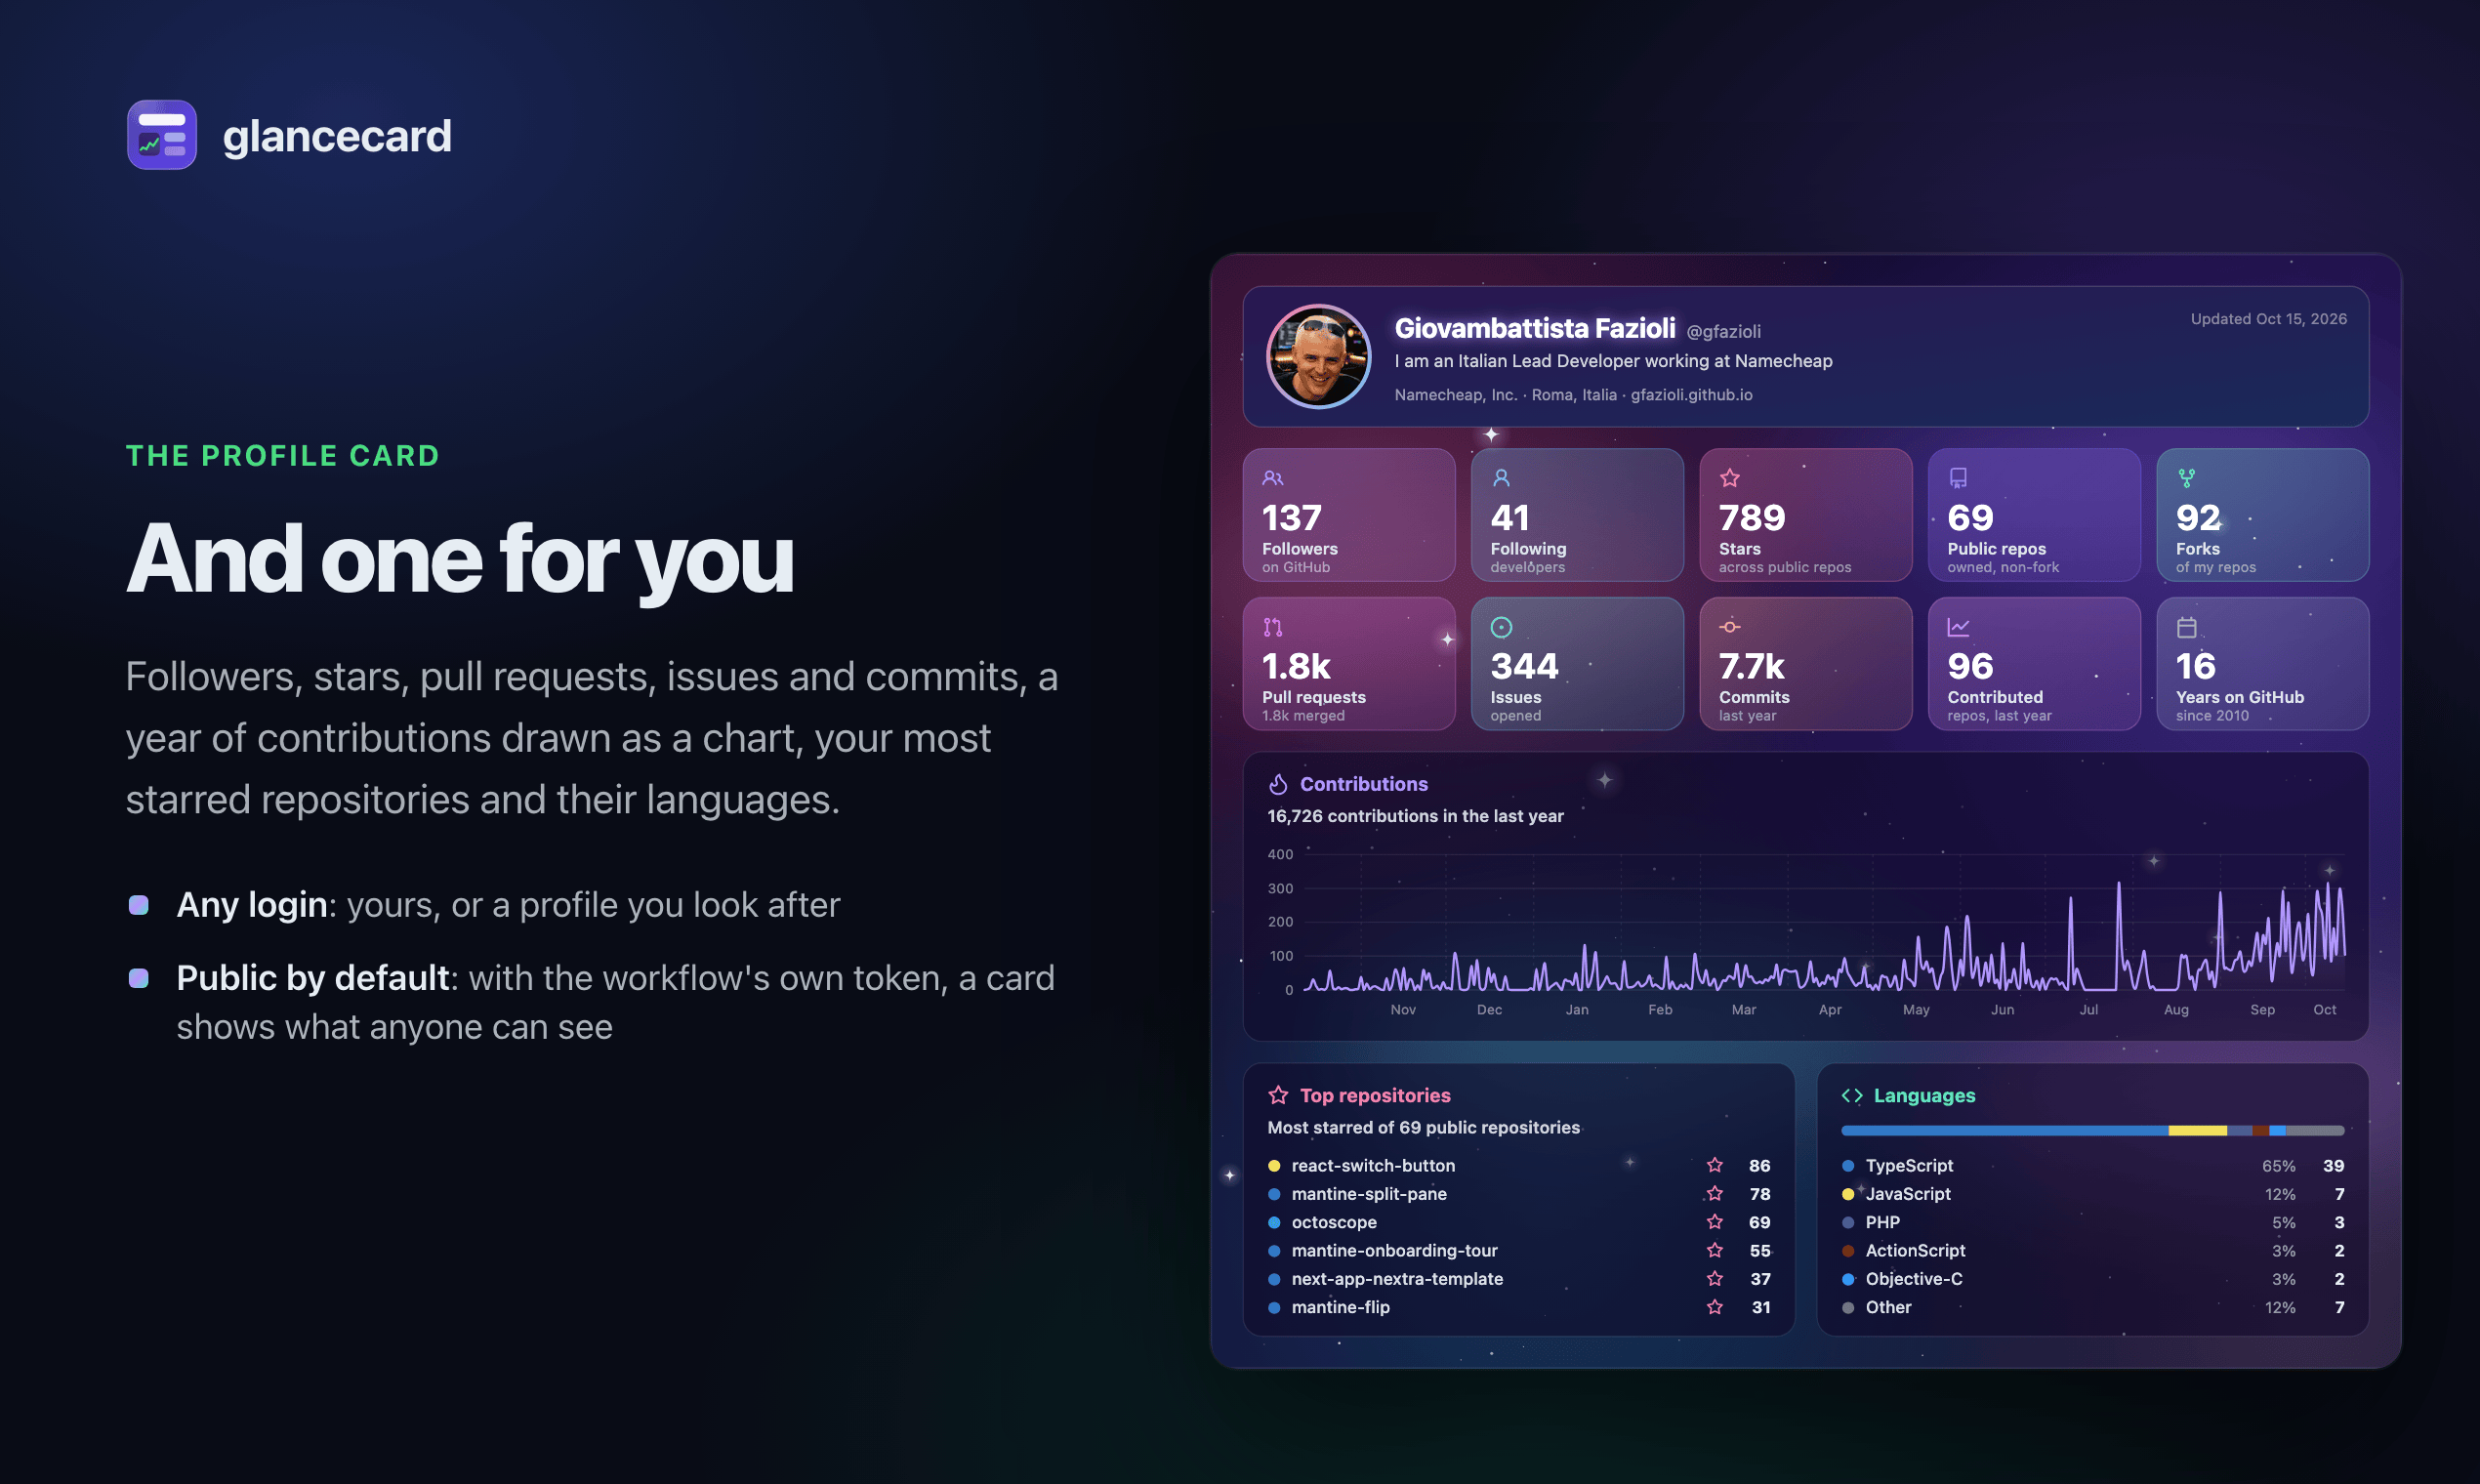 glancecard
THE PROFILE CARD
And one for you
Followers, stars, pull requests, issues and commits, a
year of contributions drawn as a chart, your most
starred repositories and their languages.
Any login: yours, or a profile you look after
Public by default: with the workflow's own token, a card
shows what anyone can see
Giovambattista Fazioli @gfazioli
Updated Oct 15, 2026
I am an Italian Lead Developer working at Namecheap
Namecheap, Inc. · Roma, Italia · gfazioli.github.io
137
Followers
on GitHub
41
Following
developers
789
Stars
across public repos
69
Public repos
owned, non-fork
92
Forks
of my repos
1.8k
Pull requests
1.8k merged
344
Issues
opened
7.7k
Commits
last year
96
Contributed
repos, last year
16
Years on GitHub
since 2010
Contributions
16,726 contributions in the last year
400
300
200
100
0
Nov Dec Jan Feb Mar Apr May Jun Jul Aug Sep Oct
Top repositories
Most starred of 69 public repositories
react-switch-button 86
mantine-split-pane 78
octoscope 69
mantine-onboarding-tour 55
next-app-nextra-template 37
mantine-flip 31
Languages
TypeScript 65% 39
JavaScript 12% 7
PHP 5% 3
ActionScript 3% 2
Objective-C 3% 2
Other 12% 7